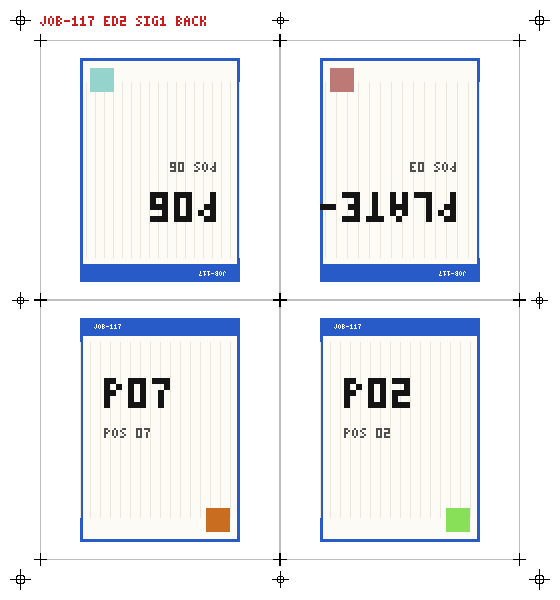 JOB-117 ED2 SIG1 BACK
JOB-117
P06
POS 06
JOB-117
PLATE-
POS 03
JOB-117
P07
POS 07
JOB-117
P02
POS 02